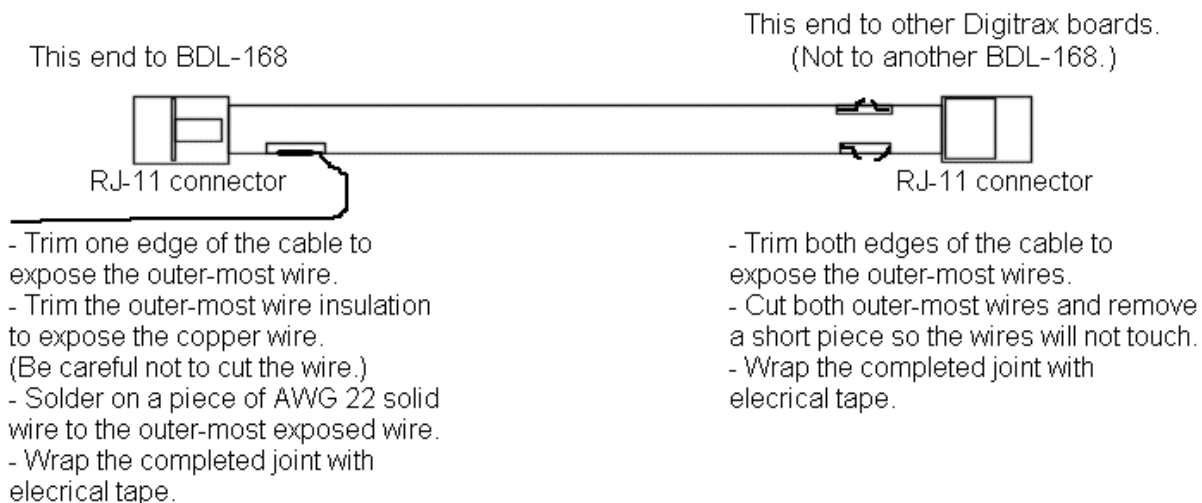 This end to BDL-168
This end to other Digitrax boards.
(Not to another BDL-168.)
RJ-11 connector
RJ-11 connector
- Trim one edge of the cable to
expose the outer-most wire.
- Trim the outer-most wire insulation
to expose the copper wire.
(Be careful not to cut the wire.)
- Solder on a piece of AWG 22 solid
wire to the outer-most exposed wire.
- Wrap the completed joint with
elecrical tape.
- Trim both edges of the cable to
expose the outer-most wires.
- Cut both outer-most wires and remove
a short piece so the wires will not touch.
- Wrap the completed joint with
elecrical tape.